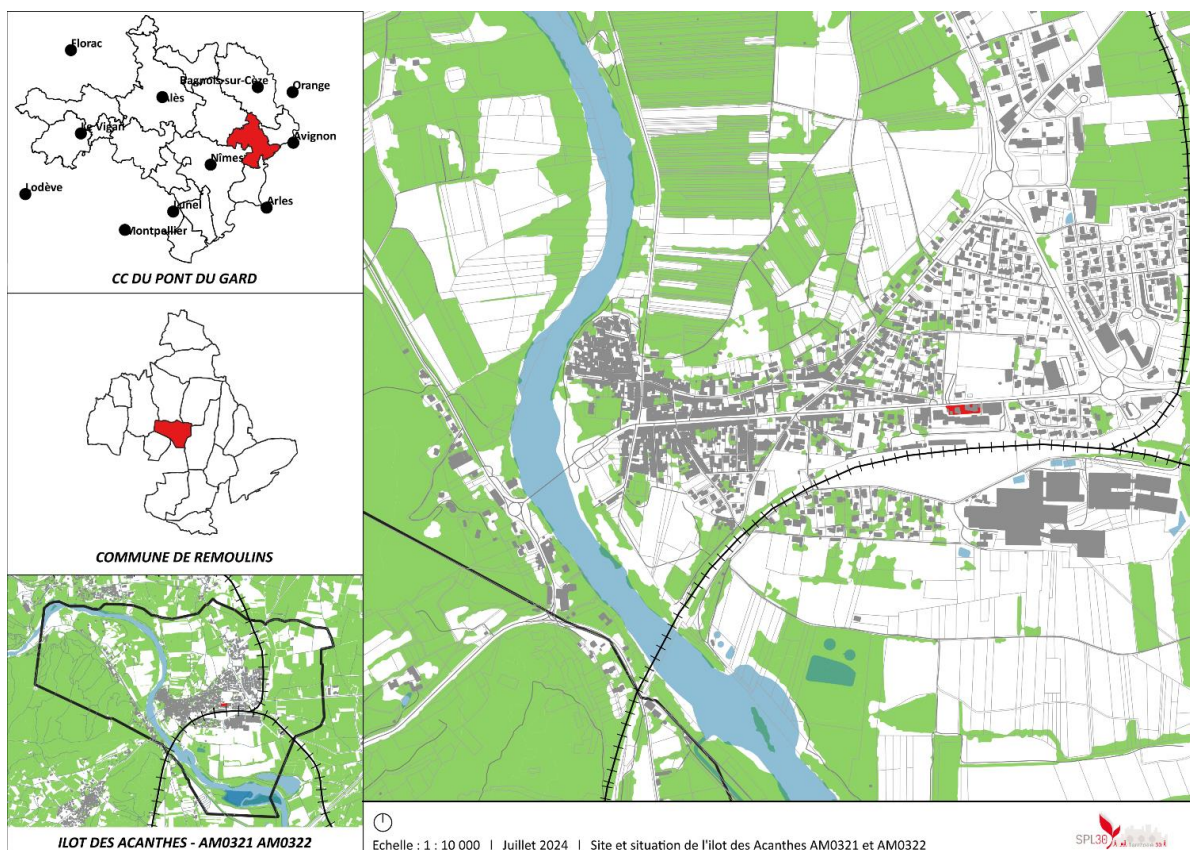 Florac
Bagnols-sur-Cèze
Orange
Alès
Le Vigan
Avignon
Nîmes
Lodève
Lunel
Arles
Montpellier
CC DU PONT DU GARD
COMMUNE DE REMOULINS
ILOT DES ACANTHES - AM0321 AM0322
Echelle : 1 : 10 000 | Juillet 2024 | Site et situation de l'ilot des Acanthes AM0321 et AM0322
SPL30